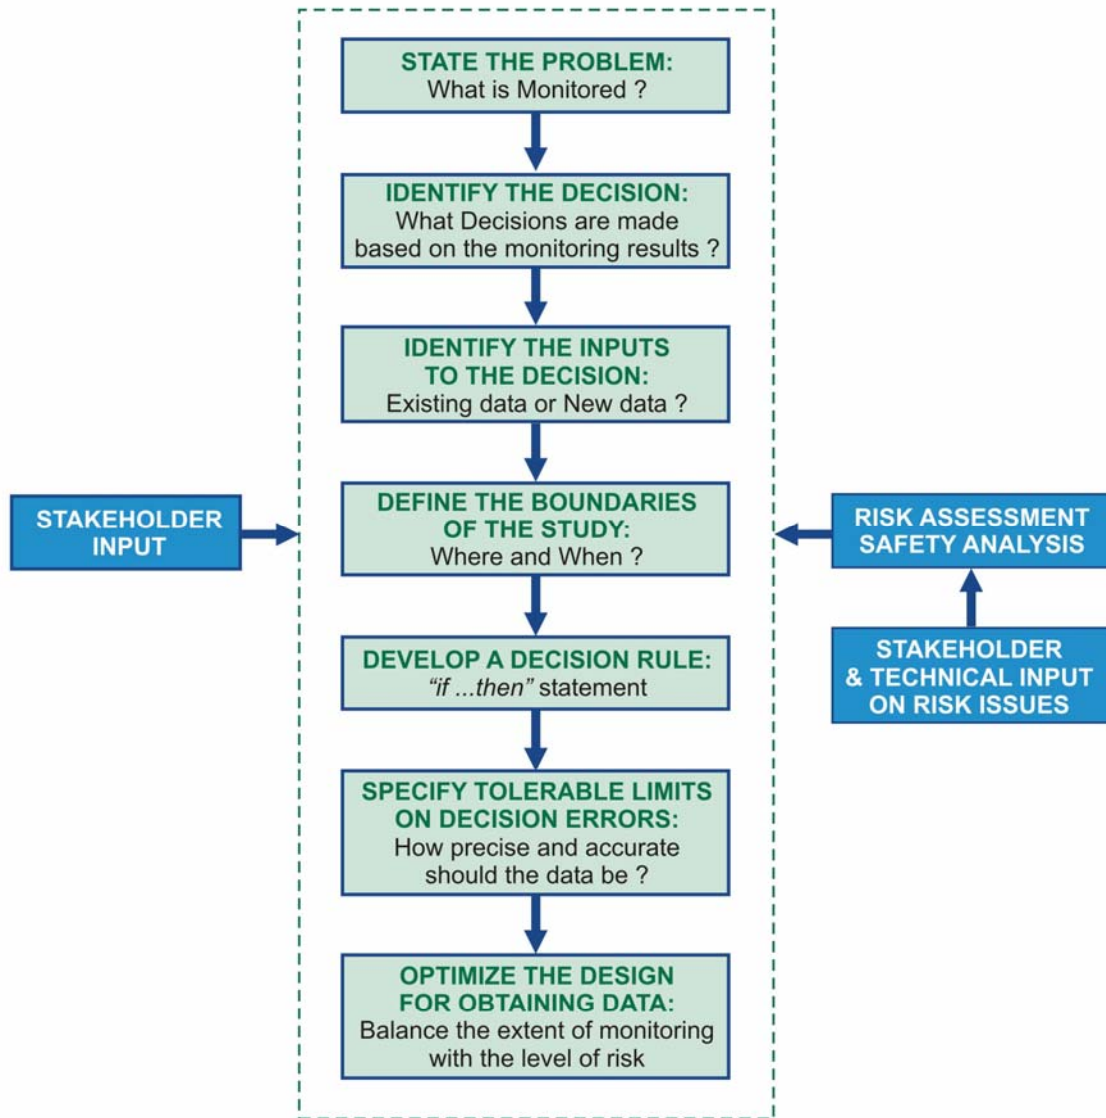 STATE THE PROBLEM:
What is Monitored ?
IDENTIFY THE DECISION:
What Decisions are made
based on the monitoring results ?
IDENTIFY THE INPUTS
TO THE DECISION:
Existing data or New data ?
STAKEHOLDER
INPUT
DEFINE THE BOUNDARIES
OF THE STUDY:
Where and When ?
RISK ASSESSMENT
SAFETY ANALYSIS
DEVELOP A DECISION RULE:
“if ...then” statement
STAKEHOLDER
& TECHNICAL INPUT
ON RISK ISSUES
SPECIFY TOLERABLE LIMITS
ON DECISION ERRORS:
How precise and accurate
should the data be ?
OPTIMIZE THE DESIGN
FOR OBTAINING DATA:
Balance the extent of monitoring
with the level of risk